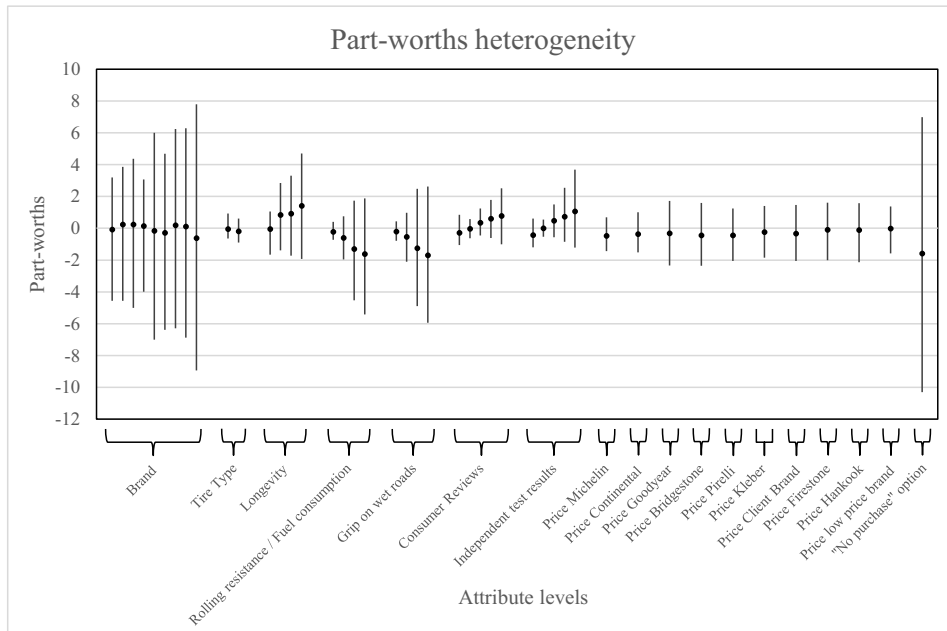 Part-worths heterogeneity
10
8
6
4
2
0
-2
-4
-6
-8
-10
-12
Part-worths
Brand
Tire Type
Longevity
Rolling resistance / Fuel consumption
Grip on wet roads
Consumer Reviews
Independent test results
Price Michelin
Price Continental
Price Goodyear
Price Bridgestone
Price Pirelli
Price Kleber
Price Client Brand
Price Firestone
Price Hankook
Price low price brand
"No purchase" option
Attribute levels